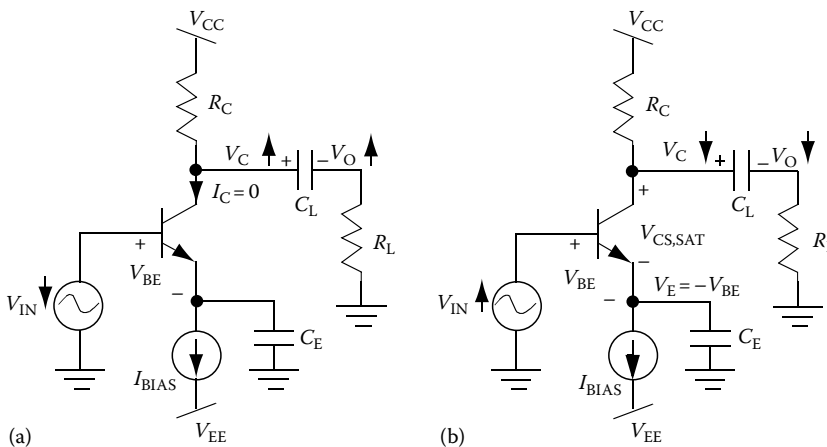 V_CC
R_C
V_C + − V_O
I_C = 0
C_L
R_L
+
V_BE
−
V_IN
C_E
I_BIAS
V_EE
(a)
V_CC
R_C
V_C + − V_O
+
C_L
R
V_CS,SAT
+
V_BE
−
− V_E = −V_BE
V_IN
C_E
I_BIAS
V_EE
(b)